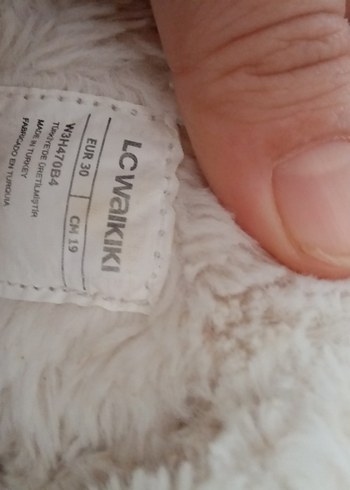 LCWAIKIKI
EUR 30 CM 19
W3H470B4
TÜRKİYE'DE ÜRETİLMİŞTİR
MADE IN TURKEY
FABRICADO EN TURQUIA